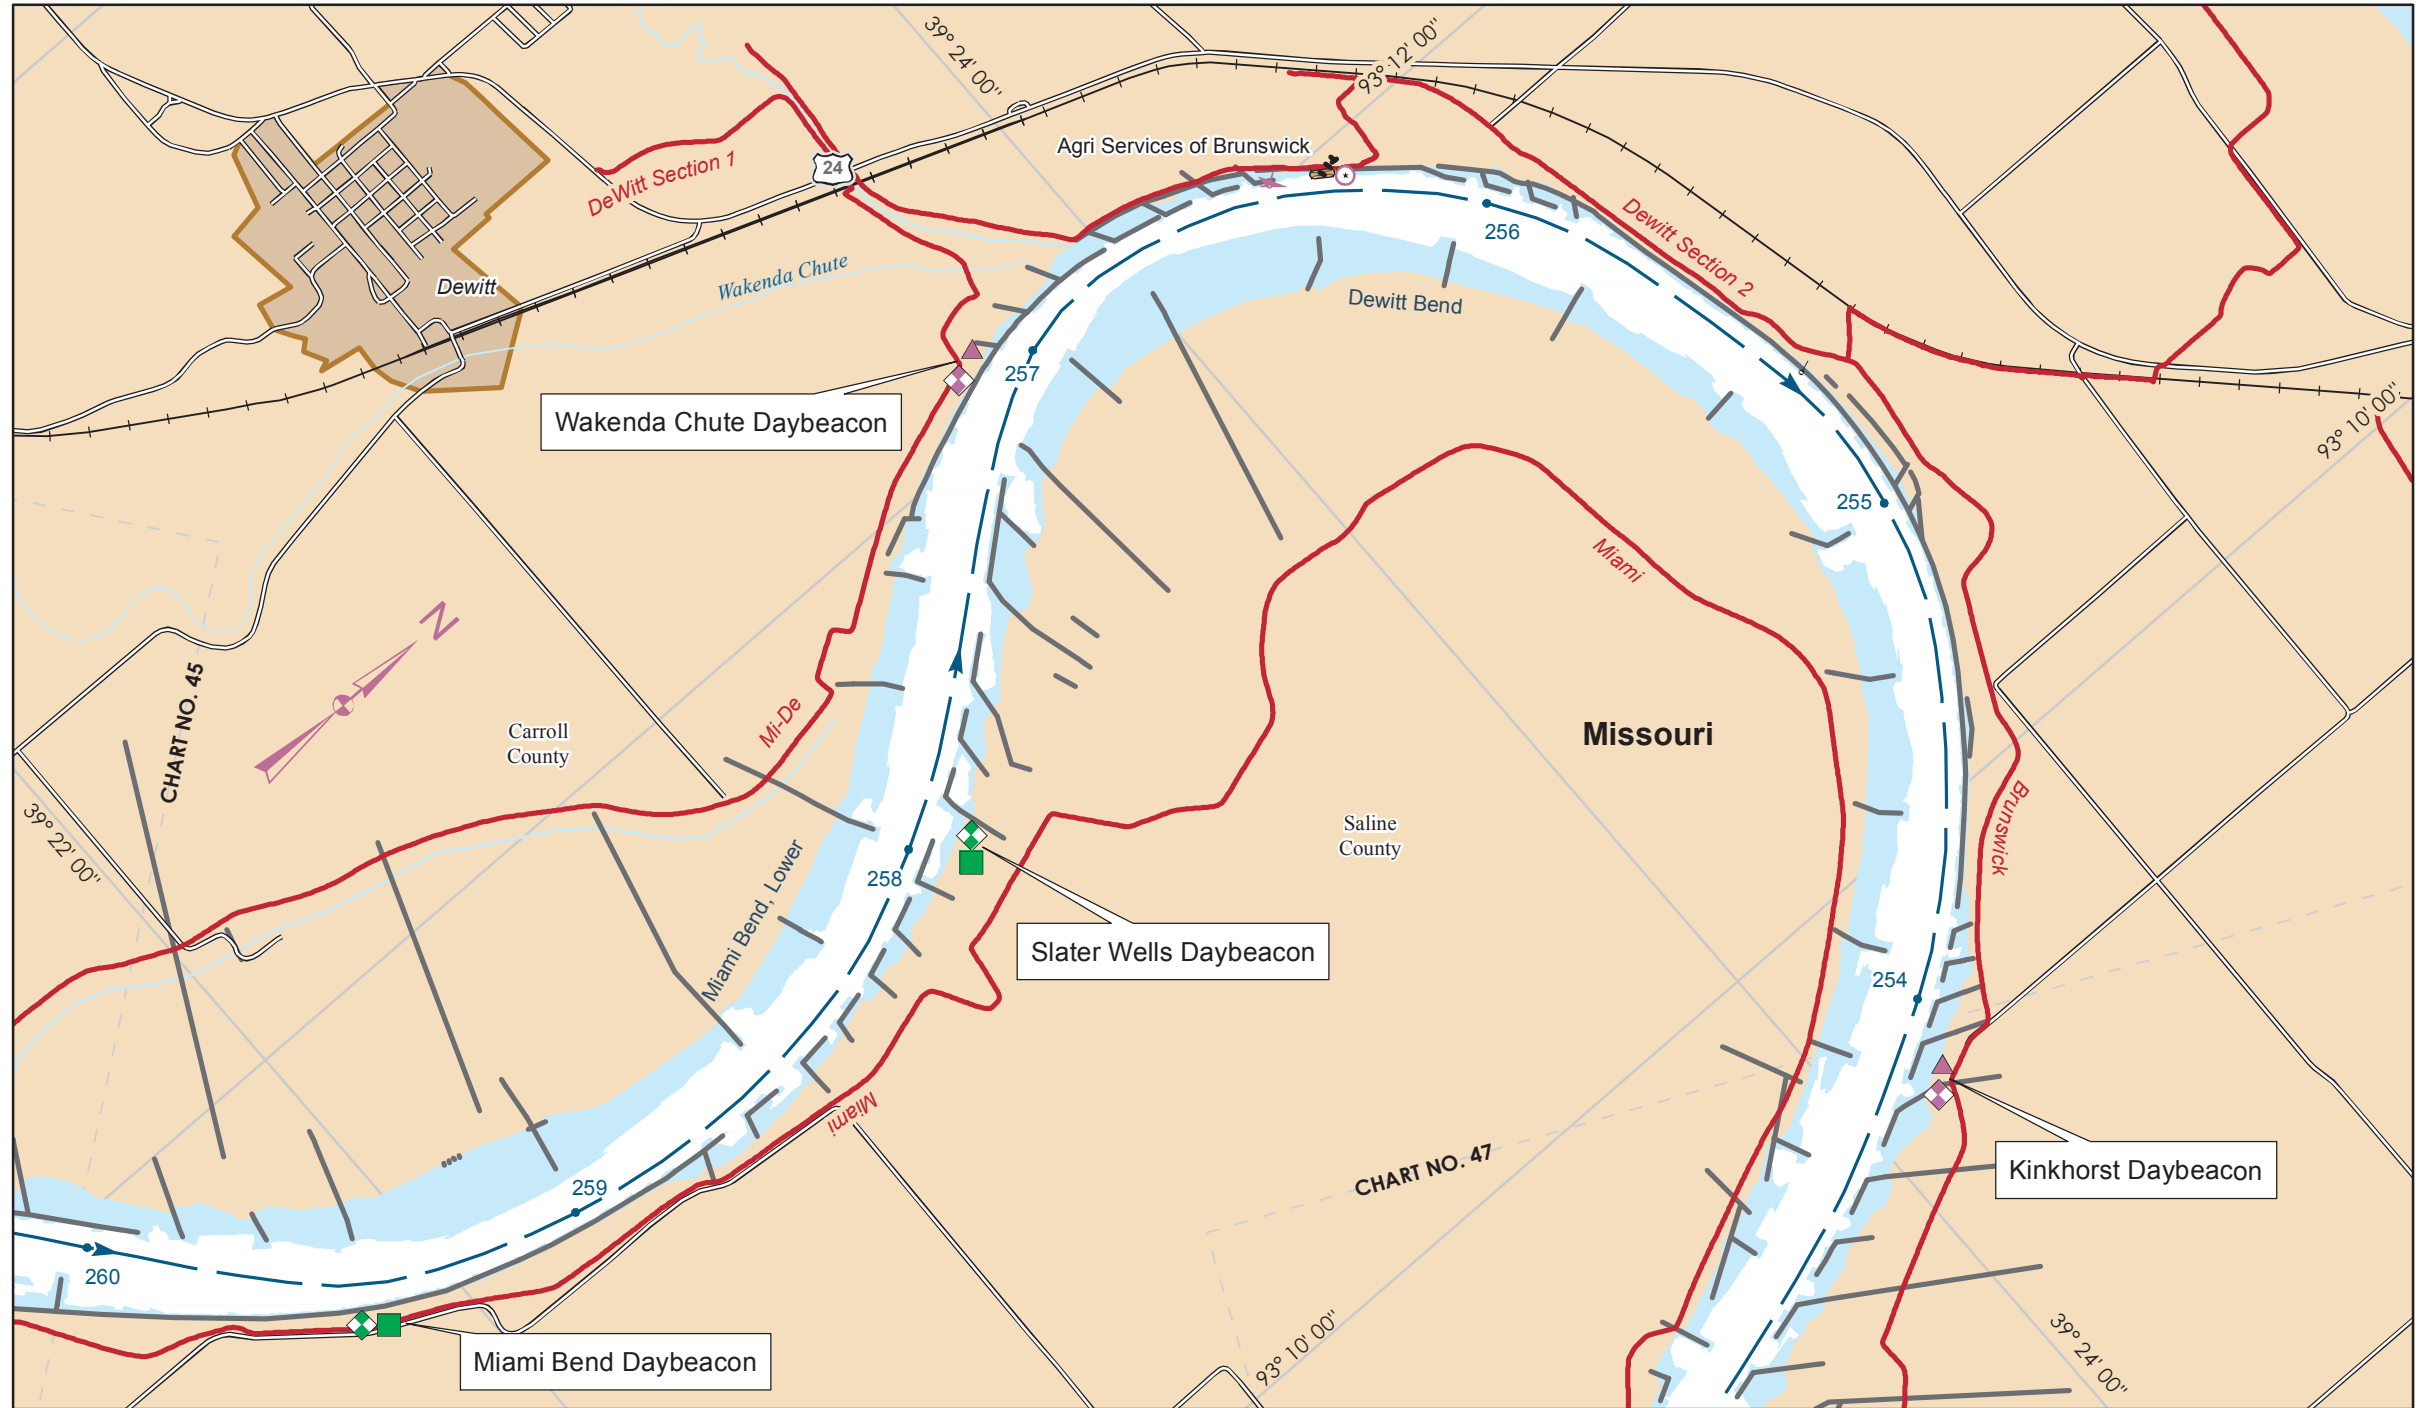 39° 24' 00"
93° 12' 00"
Agri Services of Brunswick
DeWitt Section 1
24
256
Dewitt Section 2
Wakenda Chute
Dewitt
Dewitt Bend
257
Wakenda Chute Daybeacon
93° 10' 00"
255
Miami
N
CHART NO. 45
Mi-De
Carroll
County
Missouri
39° 22' 00"
Saline
County
Brunswick
258
Miami Bend, Lower
Slater Wells Daybeacon
254
Miami
CHART NO. 47
Kinkhorst Daybeacon
259
260
Miami Bend Daybeacon
93° 10' 00"
39° 24' 00"